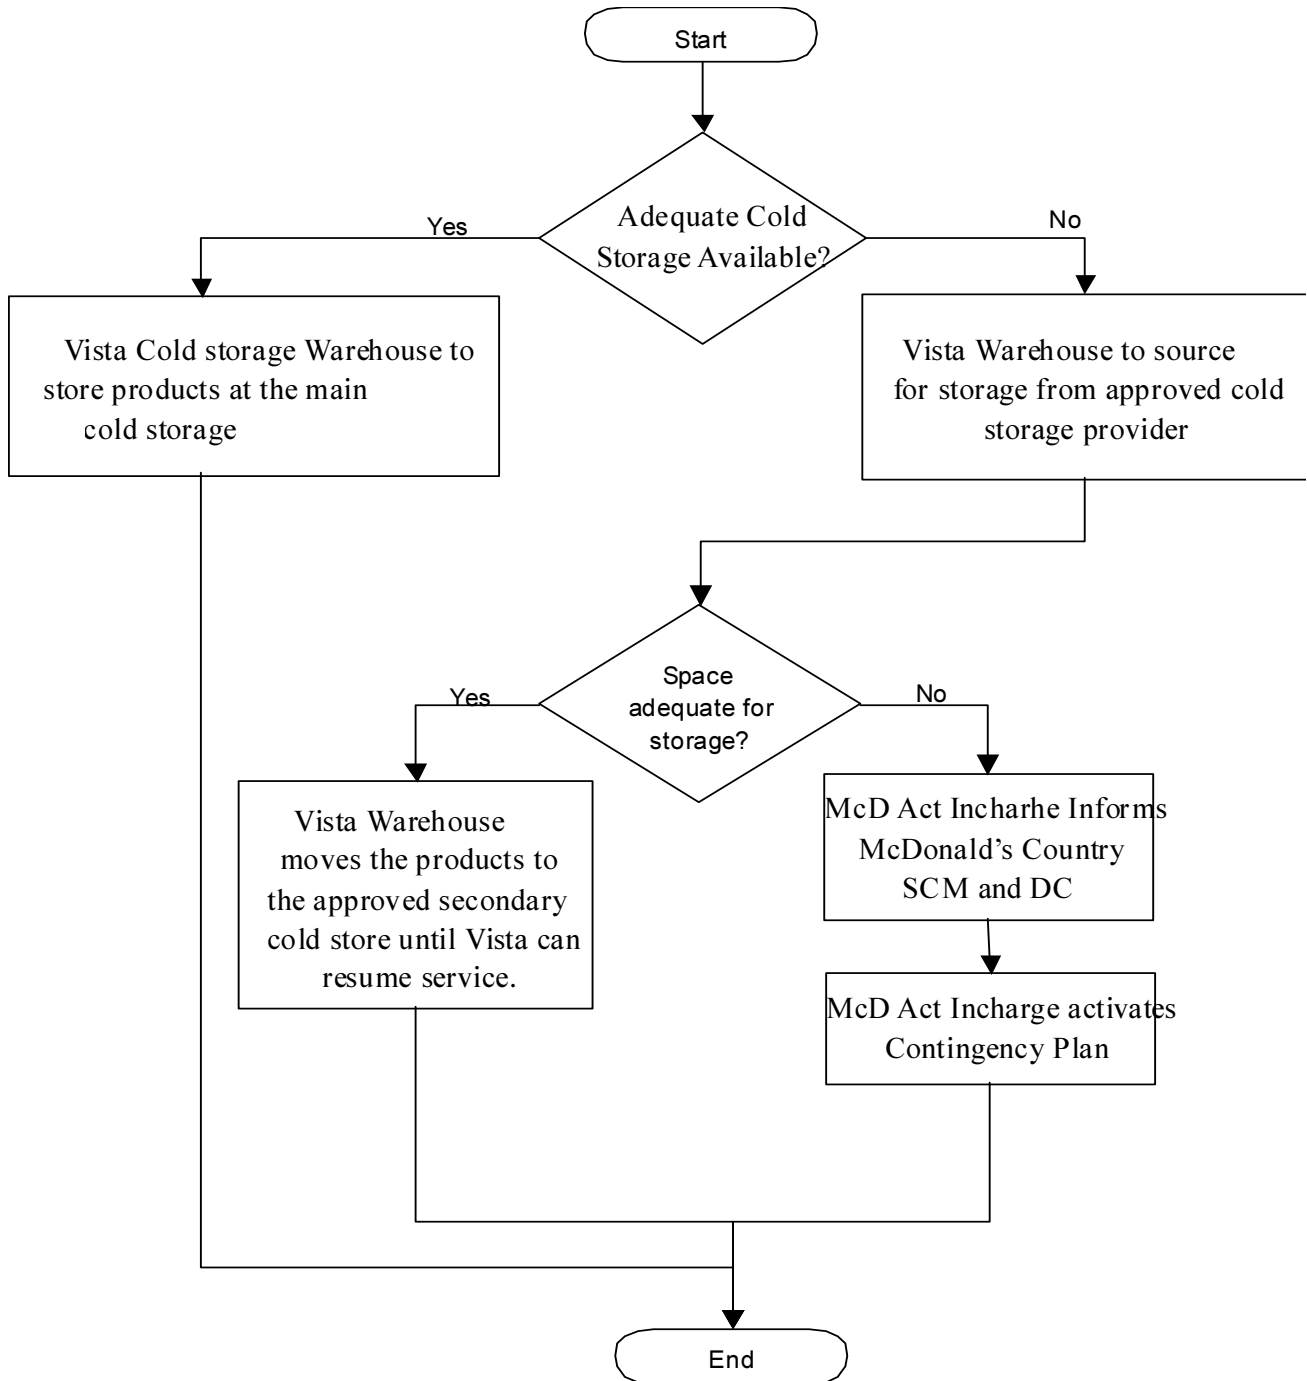 Start
Adequate Cold
Storage Available?
Yes
No
Vista Cold storage Warehouse to
store products at the main
cold storage
Vista Warehouse to source
for storage from approved cold
storage provider
Space
adequate for
storage?
Yes
No
Vista Warehouse
moves the products to
the approved secondary
cold store until Vista can
resume service.
McD Act Incharhe Informs
McDonald’s Country
SCM and DC
McD Act Incharge activates
Contingency Plan
End